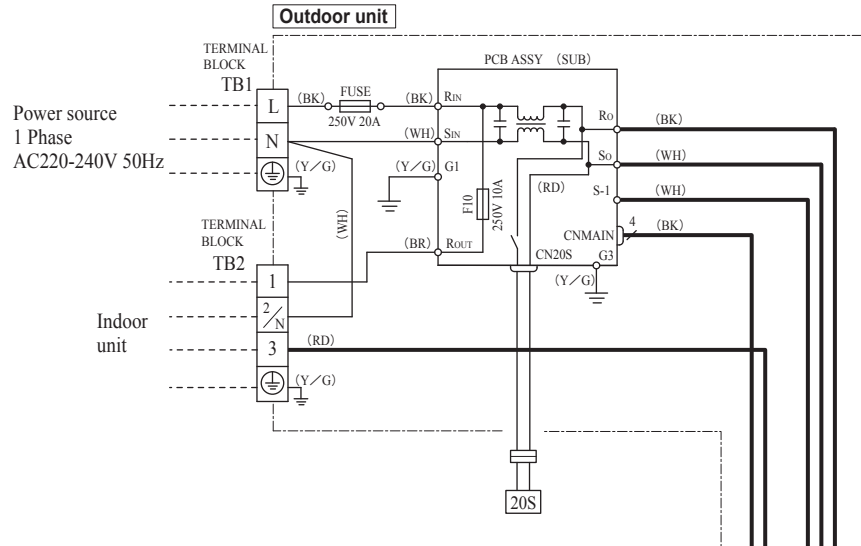 Outdoor unit
TERMINAL
BLOCK
TB1
PCB ASSY （SUB）
Power source
1 Phase
AC220-240V 50Hz
L
(BK)
FUSE
250V 20A
(BK)
RIN
RO
(BK)
N
(WH)
SIN
SO
(WH)
(Y／G)
(Y／G)
G1
(RD)
S-1
(WH)
F10
250V 10A
(WH)
4
CNMAIN
(BK)
TERMINAL
BLOCK
TB2
(BR)
ROUT
CN20S
G3
(Y／G)
1
2／N
Indoor
unit
3
(RD)
(Y／G)
20S